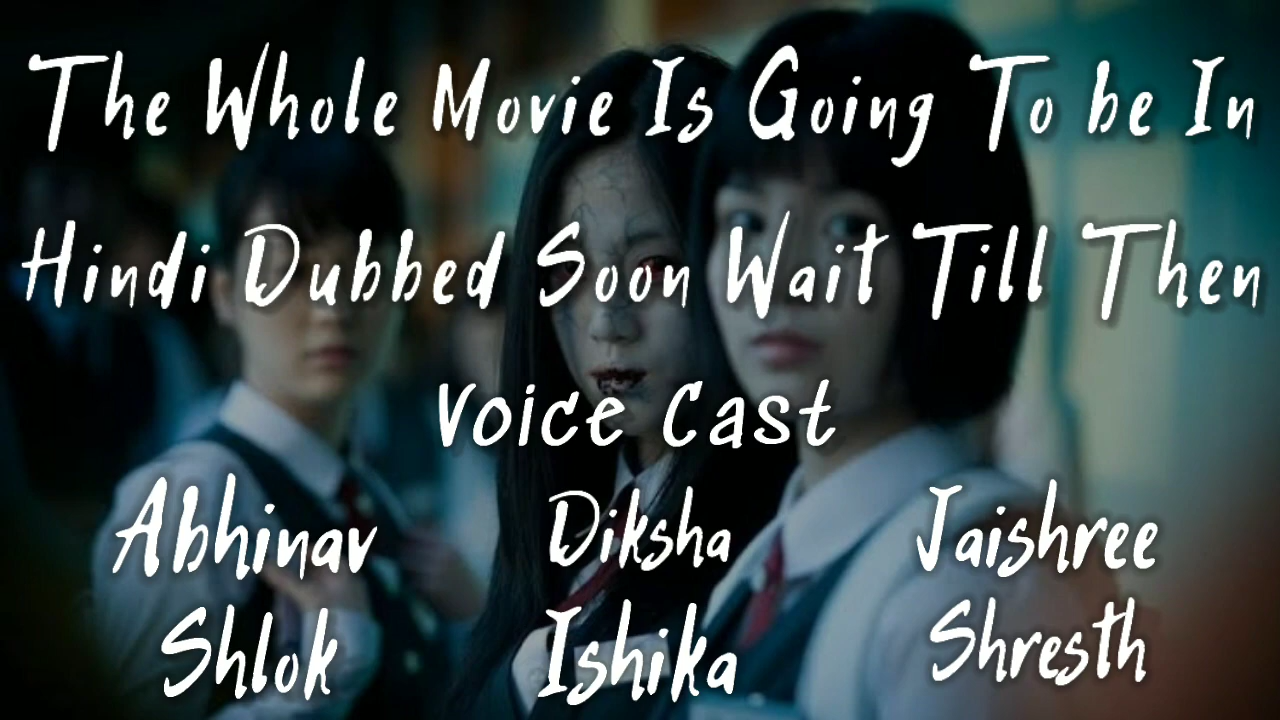 The Whole Movie Is Going To be In
Hindi Dubbed Soon Wait Till Then
Voice Cast
Abhinav Diksha Jaishree
Shlok Ishika Shresth